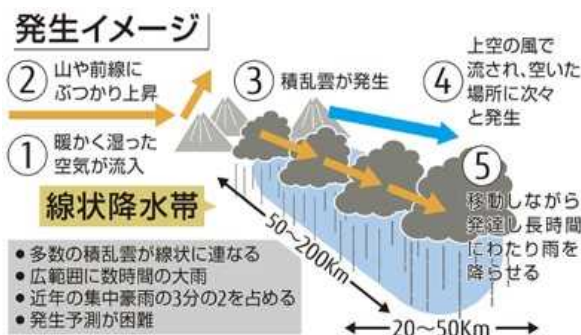 発生イメージ
② 山や前線に
ぶつかり上昇
① 暖かく湿った
空気が流入
③ 積乱雲が発生
④ 上空の風で
流され、空いた
場所に次々
と発生
⑤
移動しながら
発達し長時間
にわたり雨を
降らせる
線状降水帯
50〜200Km
20〜50Km
● 多数の積乱雲が線状に連なる
● 広範囲に数時間の大雨
● 近年の集中豪雨の3分の2を占める
● 発生予測が困難